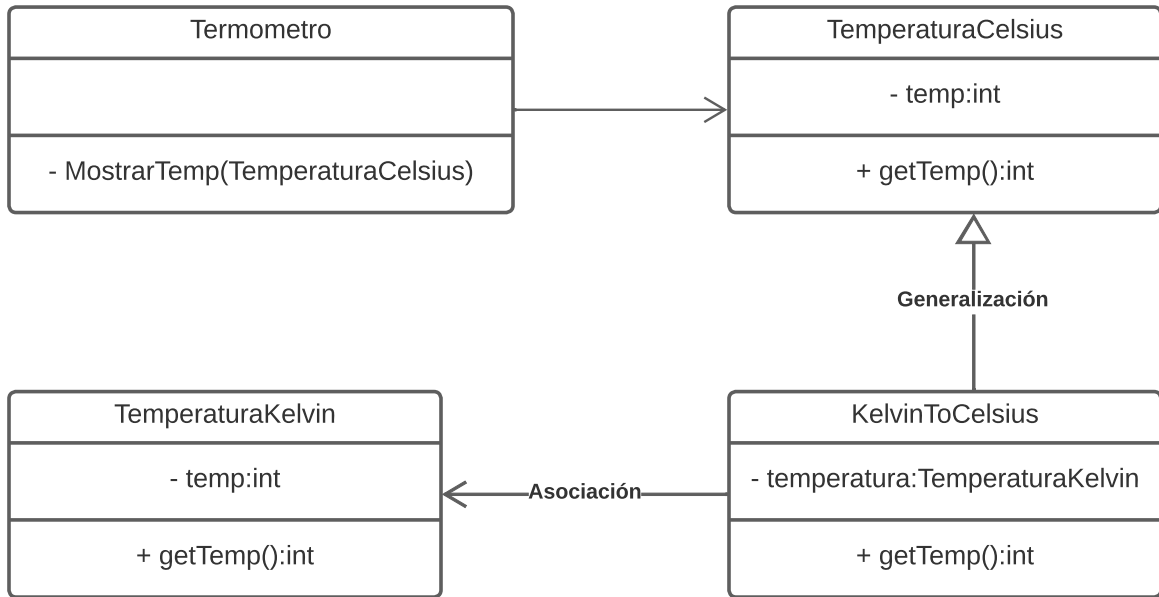 Termometro
- MostrarTemp(TemperaturaCelsius)
TemperaturaCelsius
- temp:int
+ getTemp():int
Generalización
TemperaturaKelvin
- temp:int
+ getTemp():int
Asociación
KelvinToCelsius
- temperatura:TemperaturaKelvin
+ getTemp():int